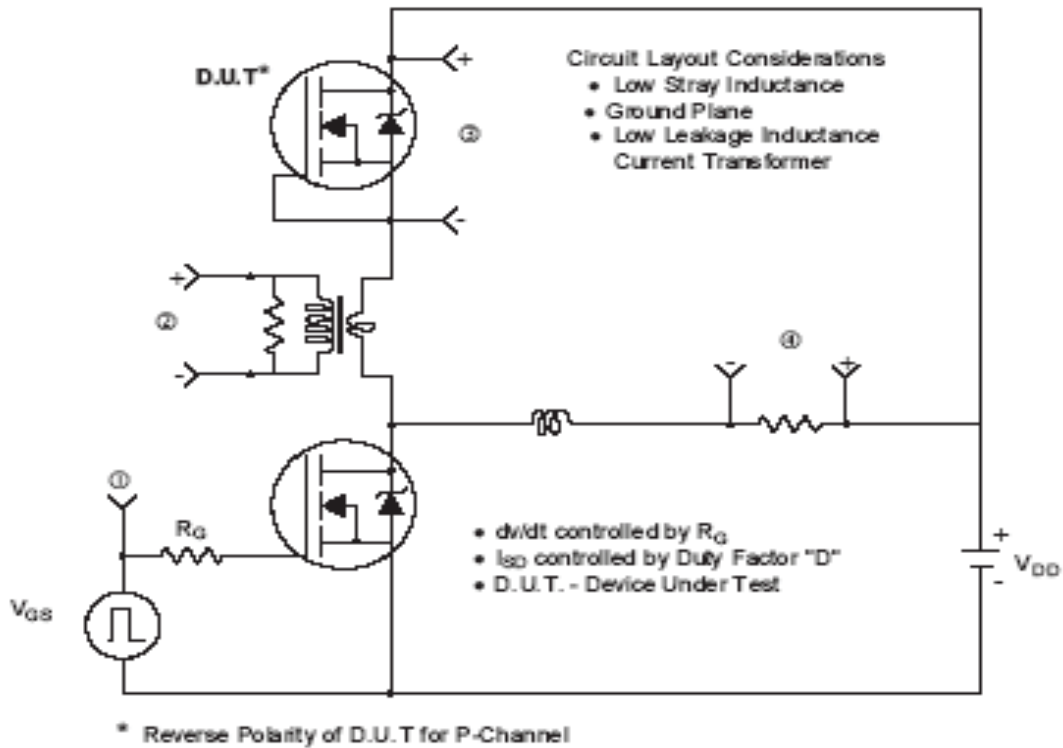 D.U.T*
+
Circuit Layout Considerations
• Low Stray Inductance
• Ground Plane
• Low Leakage Inductance
Current Transformer
③
-
+
②
-
④
-
+
①
RG
• dv/dt controlled by RG
• ISD controlled by Duty Factor "D"
• D.U.T. - Device Under Test
+
VDD
-
VGS
* Reverse Polarity of D.U.T for P-Channel